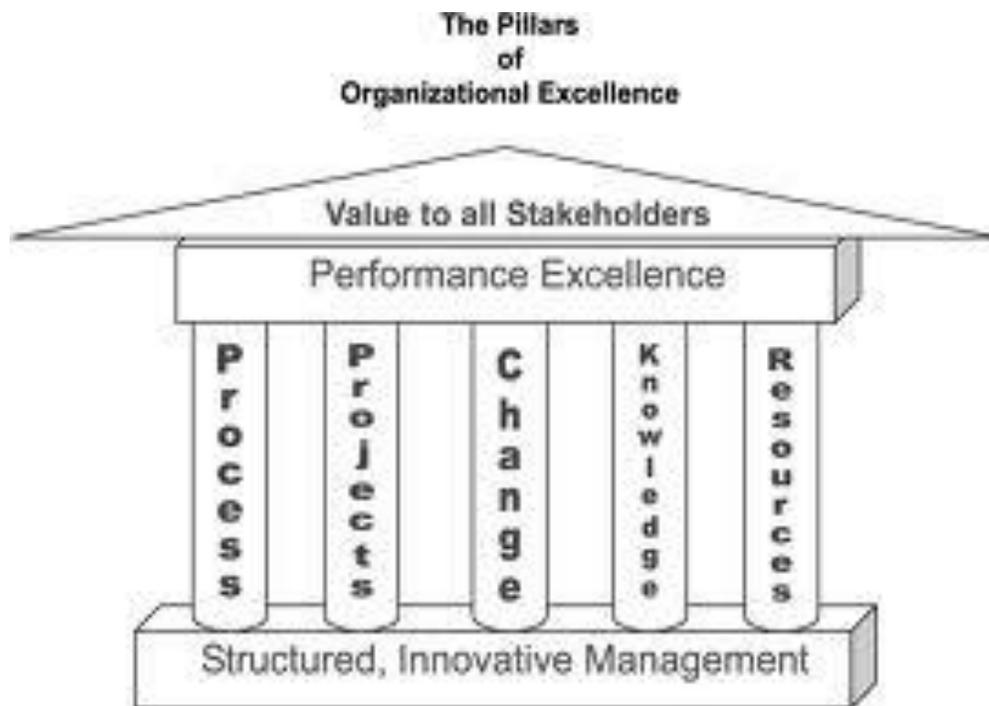 The Pillars
of
Organizational Excellence
Value to all Stakeholders
Performance Excellence
Process
Projects
Change
Knowledge
Resources
Structured, Innovative Management